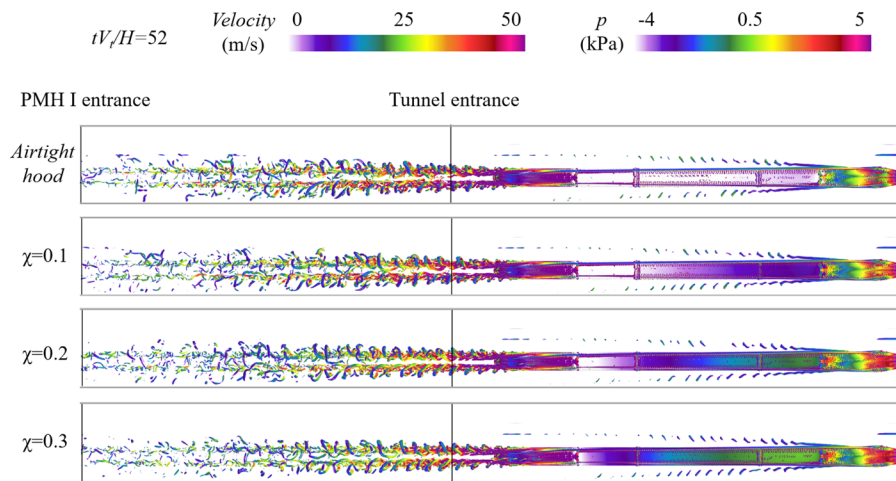 tVₜ/H=52
Velocity
(m/s)
0 25 50
p
(kPa)
-4 0.5 5
PMH I entrance
Tunnel entrance
Airtight
hood
χ=0.1
χ=0.2
χ=0.3